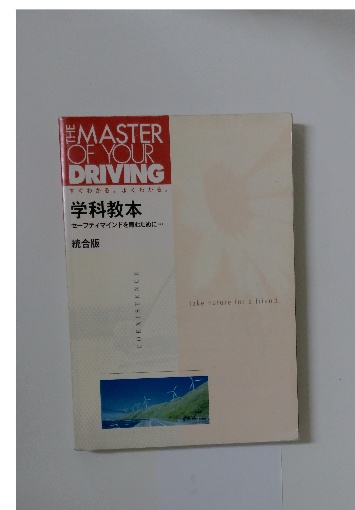 THE MASTER
OF YOUR
DRIVING
すぐわかる。よくわかる。
学科教本
セーフティマインドを育むために…
統合版
take nature for a friend.
COEXISTENCE